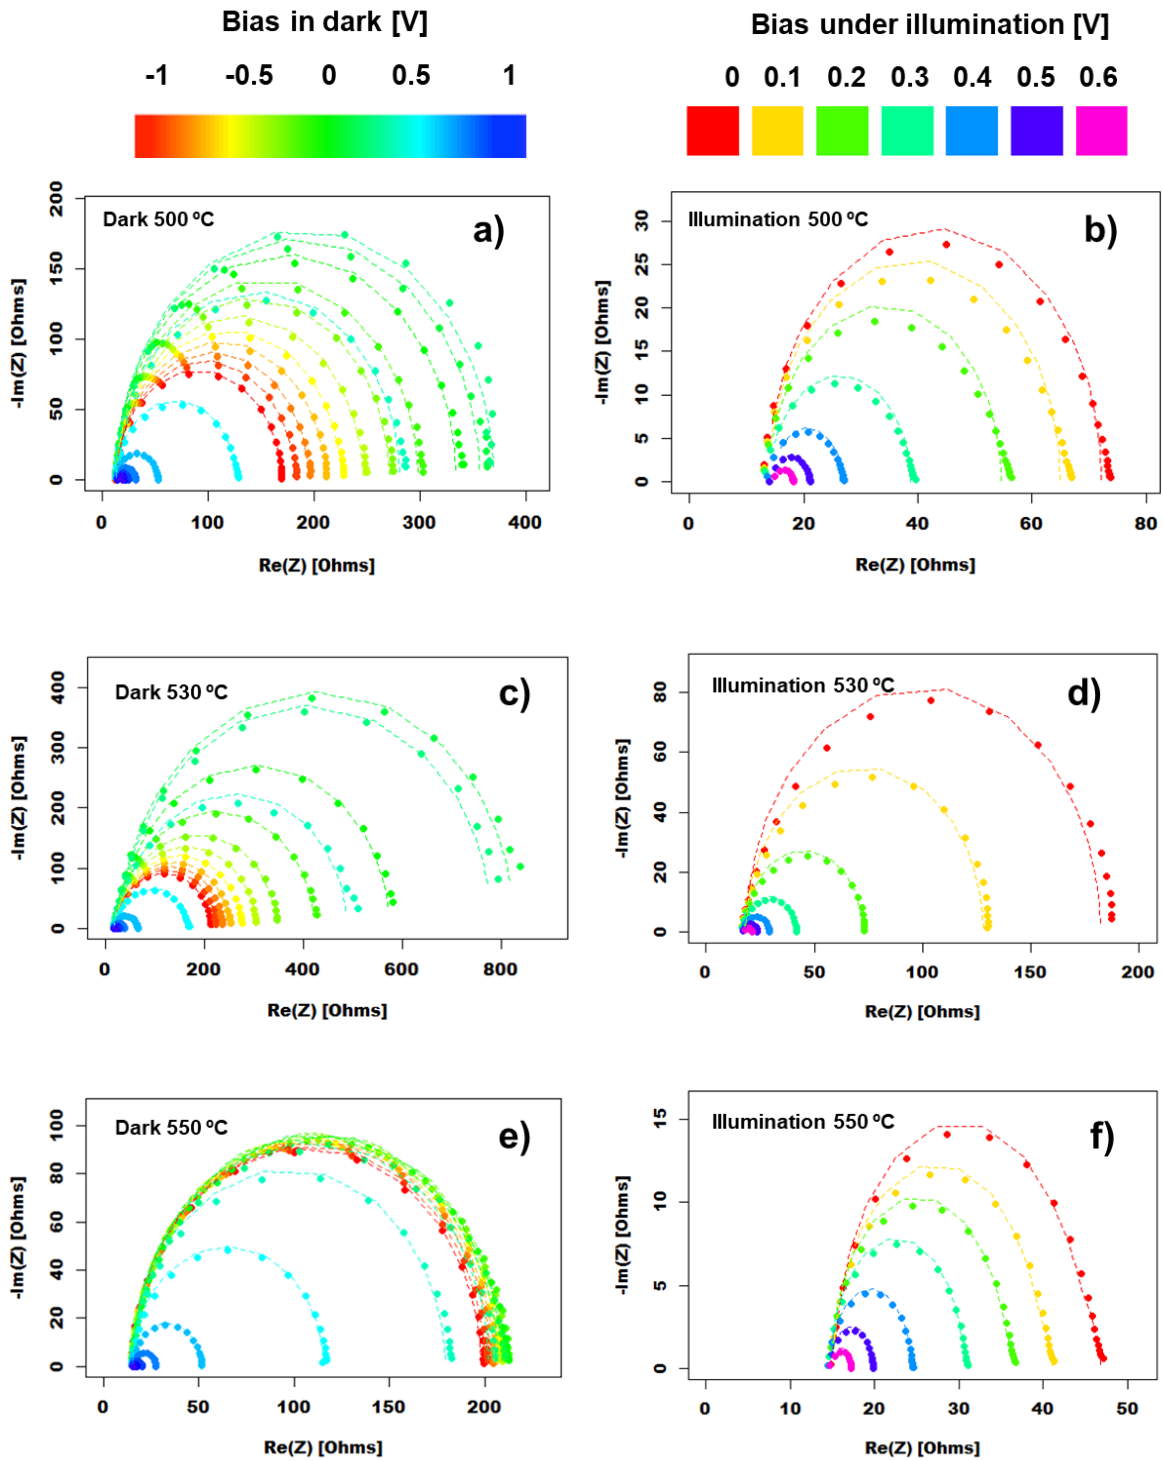 Bias in dark [V]
-1 -0.5 0 0.5 1
Bias under illumination [V]
0 0.1 0.2 0.3 0.4 0.5 0.6
Dark 500 ºC
a)
-Im(Z) [Ohms]
200
150
100
50
0
0 100 200 300 400
Re(Z) [Ohms]
Illumination 500 ºC
b)
-Im(Z) [Ohms]
30
25
20
15
10
5
0
0 20 40 60 80
Re(Z) [Ohms]
Dark 530 ºC
c)
-Im(Z) [Ohms]
400
300
200
100
0
0 200 400 600 800
Re(Z) [Ohms]
Illumination 530 ºC
d)
-Im(Z) [Ohms]
80
60
40
20
0
0 50 100 150 200
Re(Z) [Ohms]
Dark 550 ºC
e)
-Im(Z) [Ohms]
100
80
60
40
20
0
0 50 100 150 200
Re(Z) [Ohms]
Illumination 550 ºC
f)
-Im(Z) [Ohms]
15
10
5
0
0 10 20 30 40 50
Re(Z) [Ohms]